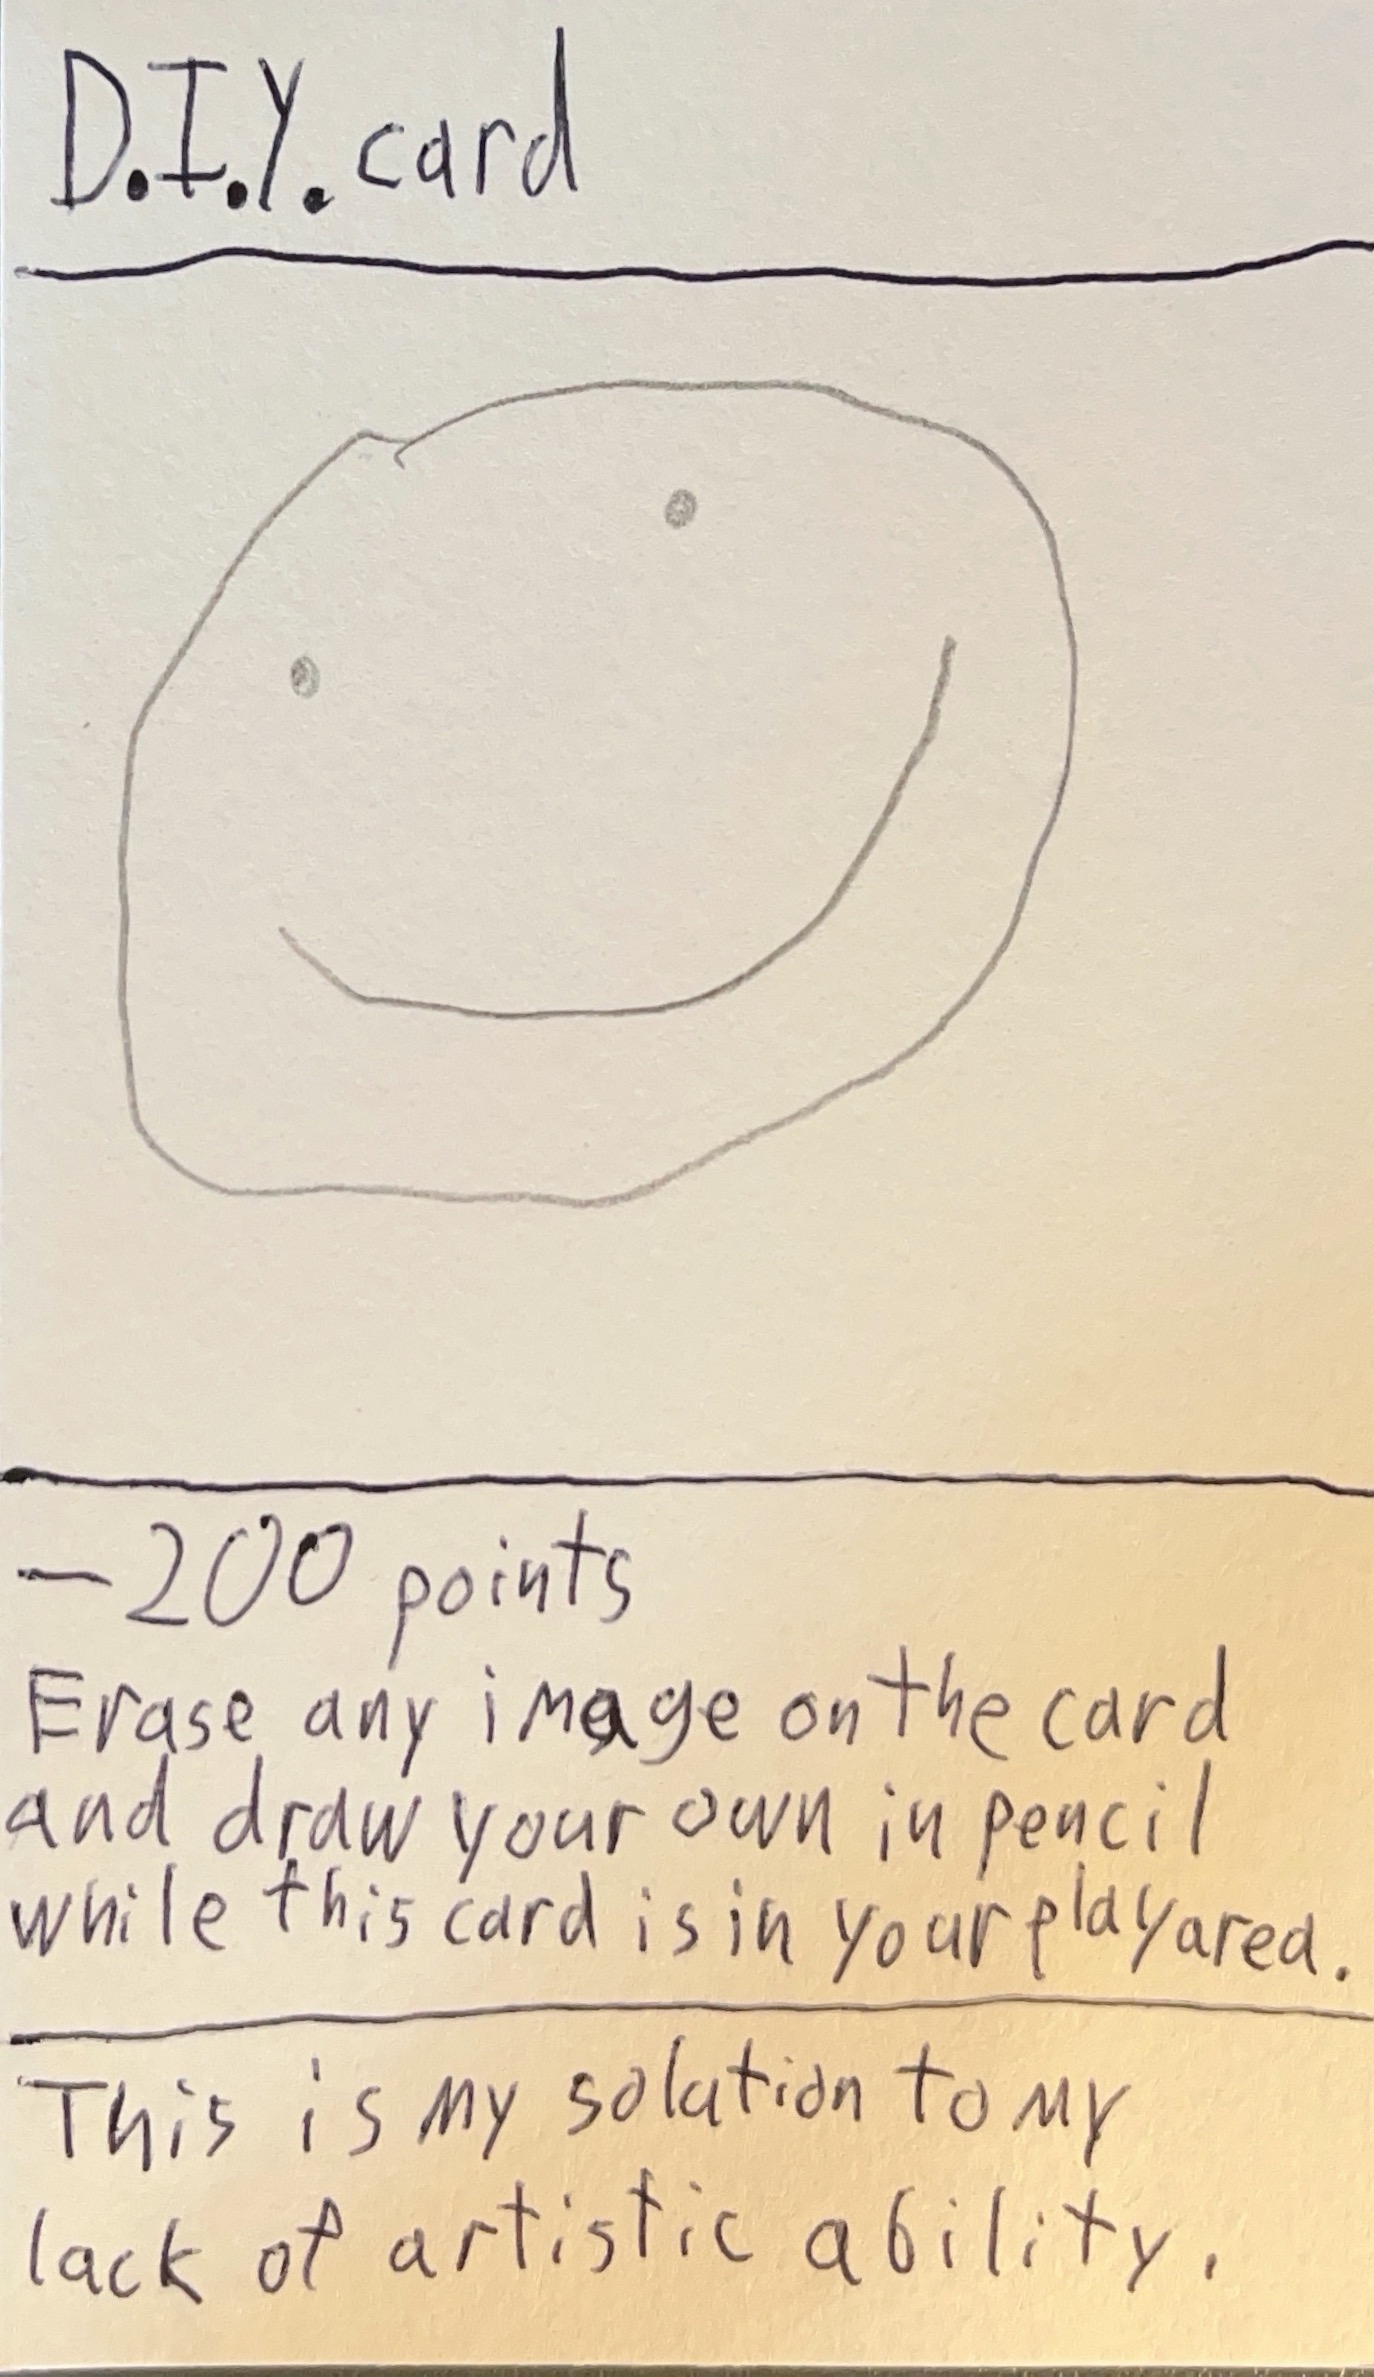 D.I.Y. card
-200 points
Erase any image on the card
and draw your own in pencil
while this card is in your playarea.
This is my solution to my
lack of artistic ability.